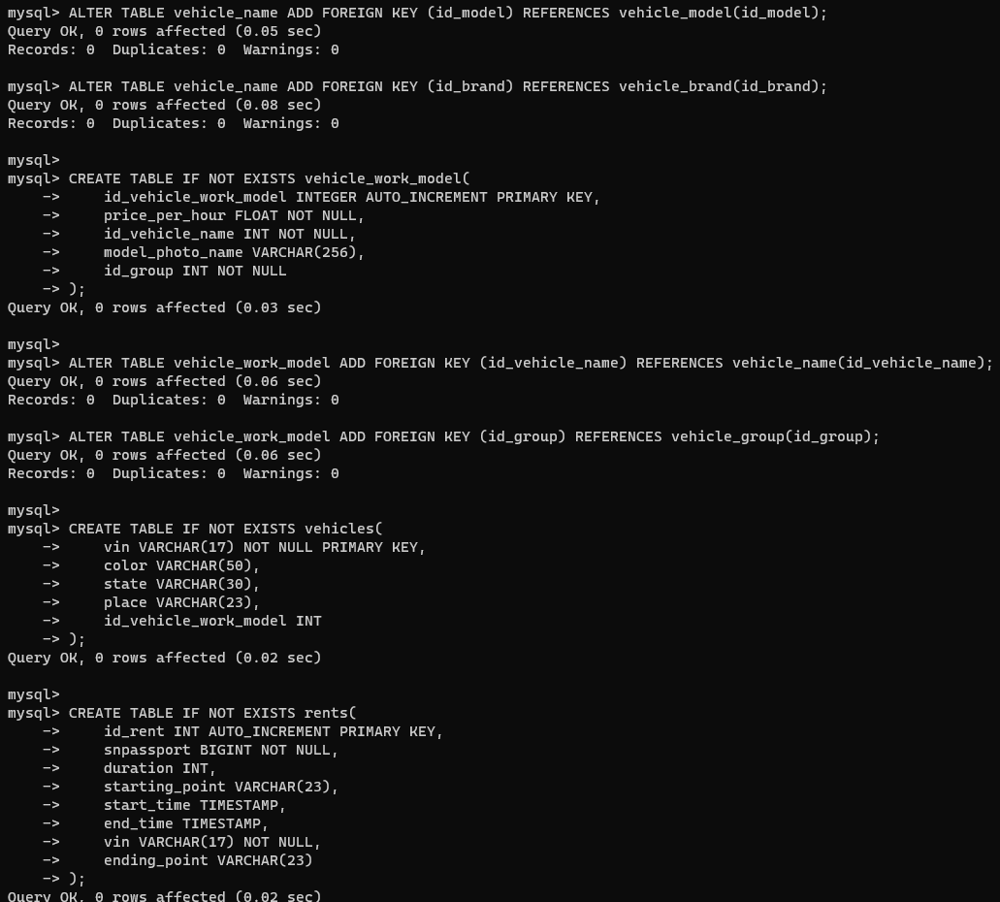 mysql> ALTER TABLE vehicle_name ADD FOREIGN KEY (id_model) REFERENCES vehicle_model(id_model);
Query OK, 0 rows affected (0.05 sec)
Records: 0  Duplicates: 0  Warnings: 0

mysql> ALTER TABLE vehicle_name ADD FOREIGN KEY (id_brand) REFERENCES vehicle_brand(id_brand);
Query OK, 0 rows affected (0.08 sec)
Records: 0  Duplicates: 0  Warnings: 0

mysql>
mysql> CREATE TABLE IF NOT EXISTS vehicle_work_model(
    ->     id_vehicle_work_model INTEGER AUTO_INCREMENT PRIMARY KEY,
    ->     price_per_hour FLOAT NOT NULL,
    ->     id_vehicle_name INT NOT NULL,
    ->     model_photo_name VARCHAR(256),
    ->     id_group INT NOT NULL
    -> );
Query OK, 0 rows affected (0.03 sec)

mysql>
mysql> ALTER TABLE vehicle_work_model ADD FOREIGN KEY (id_vehicle_name) REFERENCES vehicle_name(id_vehicle_name);
Query OK, 0 rows affected (0.06 sec)
Records: 0  Duplicates: 0  Warnings: 0

mysql> ALTER TABLE vehicle_work_model ADD FOREIGN KEY (id_group) REFERENCES vehicle_group(id_group);
Query OK, 0 rows affected (0.06 sec)
Records: 0  Duplicates: 0  Warnings: 0

mysql>
mysql> CREATE TABLE IF NOT EXISTS vehicles(
    ->     vin VARCHAR(17) NOT NULL PRIMARY KEY,
    ->     color VARCHAR(50),
    ->     state VARCHAR(30),
    ->     place VARCHAR(23),
    ->     id_vehicle_work_model INT
    -> );
Query OK, 0 rows affected (0.02 sec)

mysql>
mysql> CREATE TABLE IF NOT EXISTS rents(
    ->     id_rent INT AUTO_INCREMENT PRIMARY KEY,
    ->     snpassport BIGINT NOT NULL,
    ->     duration INT,
    ->     starting_point VARCHAR(23),
    ->     start_time TIMESTAMP,
    ->     end_time TIMESTAMP,
    ->     vin VARCHAR(17) NOT NULL,
    ->     ending_point VARCHAR(23)
    -> );
Query OK, 0 rows affected (0.02 sec)